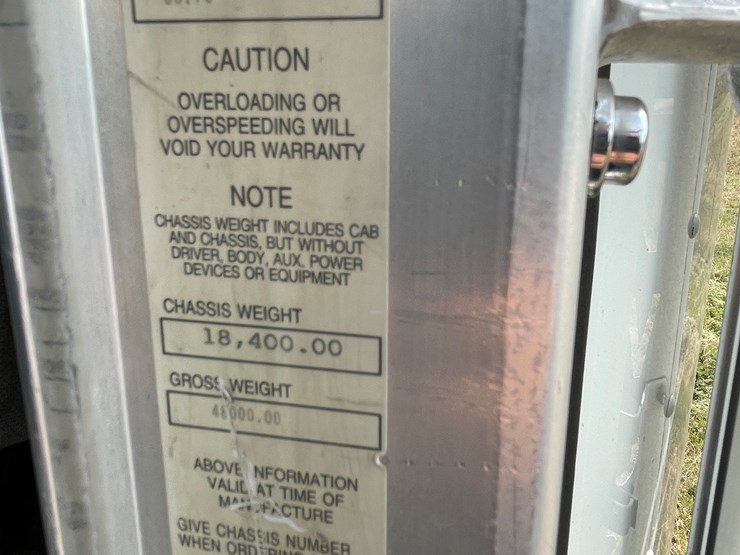 CAUTION
OVERLOADING OR
OVERSPEEDING WILL
VOID YOUR WARRANTY
NOTE
CHASSIS WEIGHT INCLUDES CAB
AND CHASSIS, BUT WITHOUT
DRIVER, BODY, AUX. POWER
DEVICES OR EQUIPMENT
CHASSIS WEIGHT
18,400.00
GROSS WEIGHT
ABOVE INFORMATION
VALID AT TIME OF
MANUFACTURE
GIVE CHASSIS NUMBER
WHEN